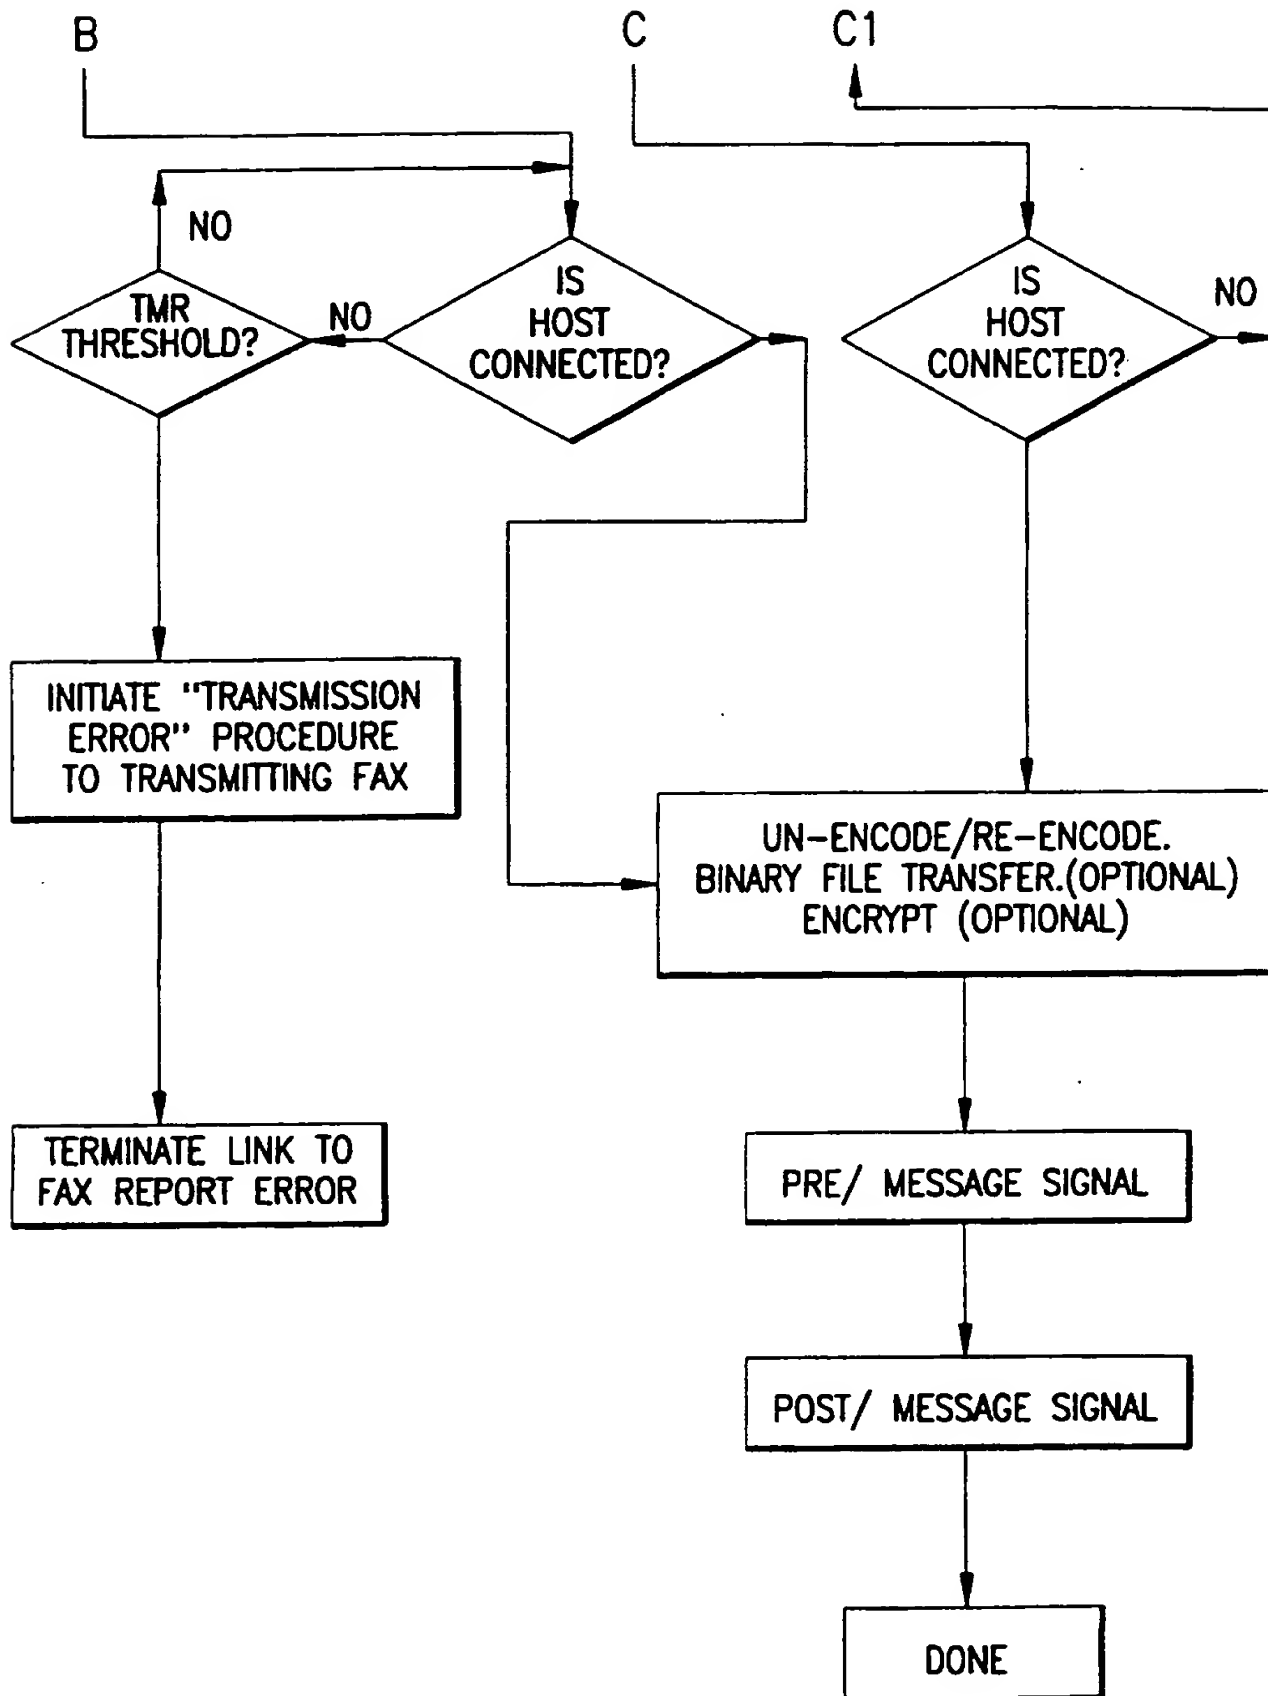 B
C
C1
NO
TMR
THRESHOLD?
NO
IS
HOST
CONNECTED?
IS
HOST
CONNECTED?
NO
INITIATE "TRANSMISSION
ERROR" PROCEDURE
TO TRANSMITTING FAX
UN-ENCODE/RE-ENCODE.
BINARY FILE TRANSFER.(OPTIONAL)
ENCRYPT (OPTIONAL)
TERMINATE LINK TO
FAX REPORT ERROR
PRE/ MESSAGE SIGNAL
POST/ MESSAGE SIGNAL
DONE